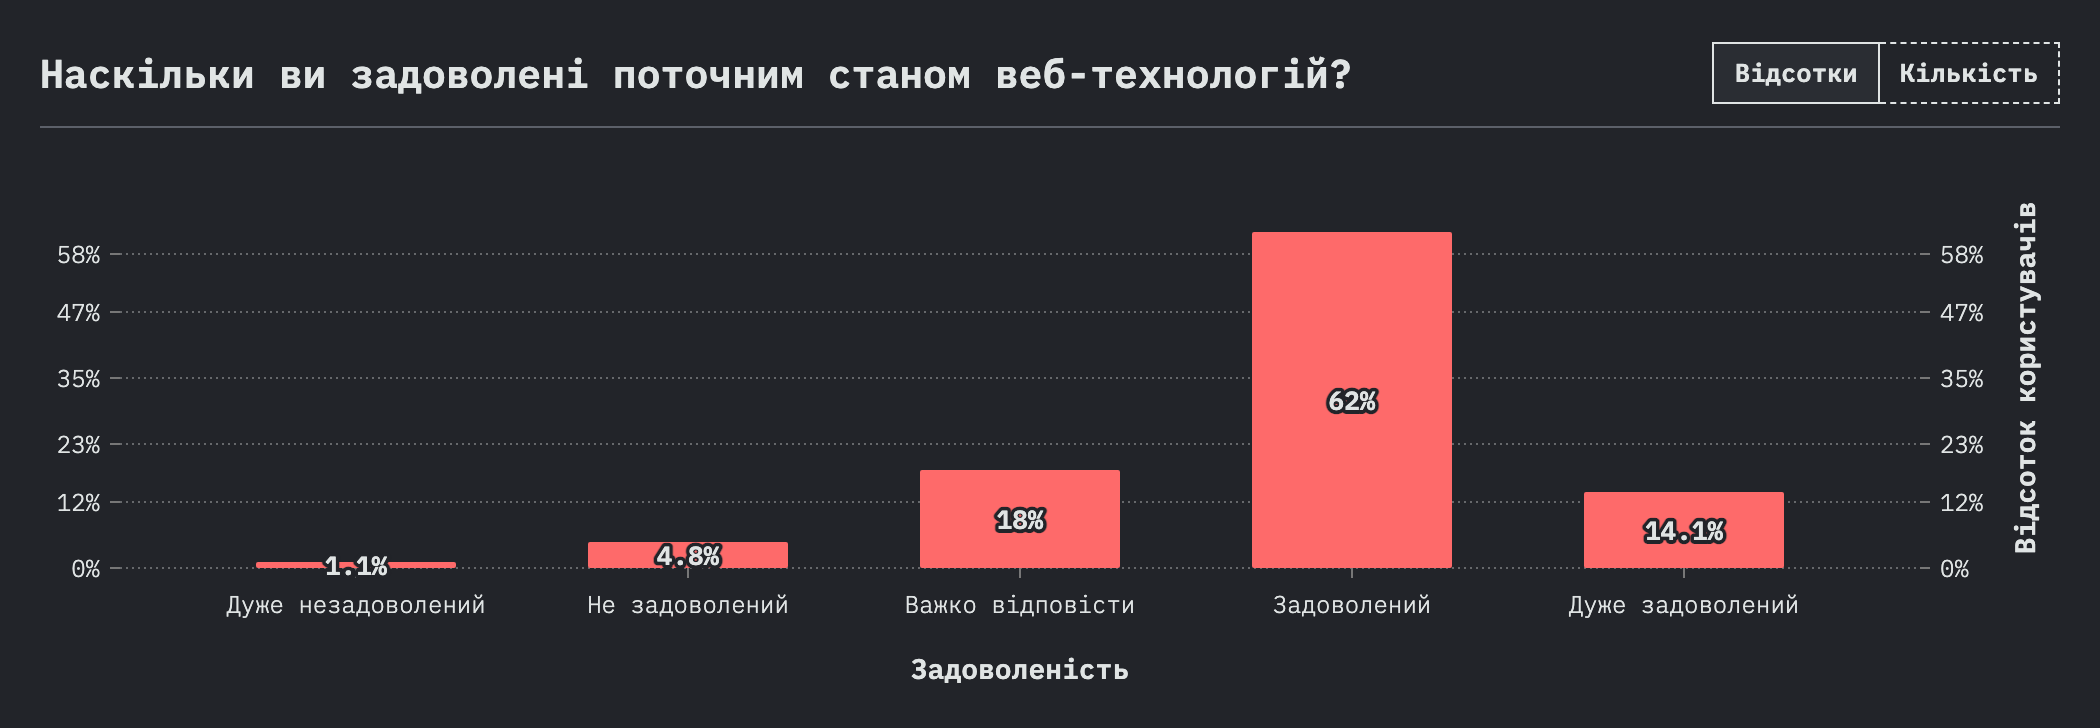 Наскільки ви задоволені поточним станом веб-технологій?
Відсотки
Кількість
58%
47%
35%
23%
12%
0%
1.1%
4.8%
18%
62%
14.1%
58%
47%
35%
23%
12%
0%
Відсоток користувачів
Дуже незадоволений
Не задоволений
Важко відповісти
Задоволений
Дуже задоволений
Задоволеність